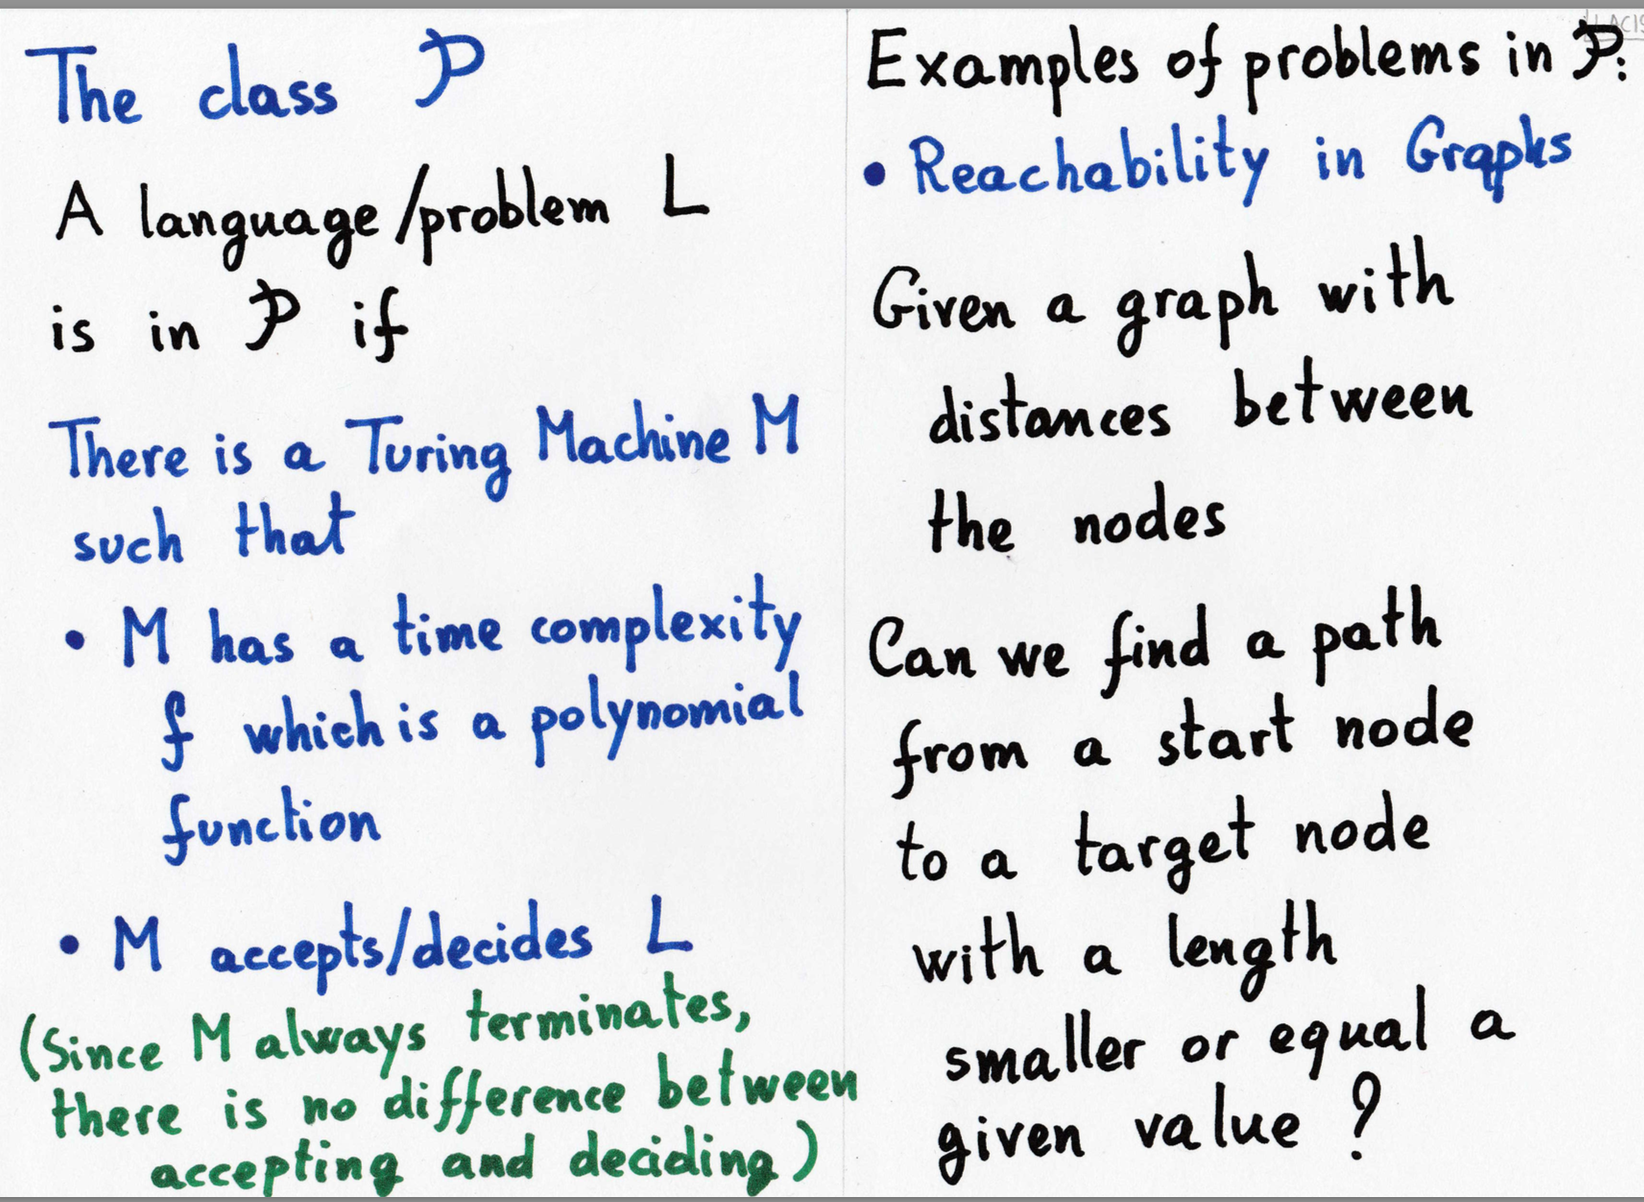 The class P
A language/problem L
is in P if
There is a Turing Machine M
such that
• M has a time complexity
f which is a polynomial
function
• M accepts/decides L
(Since M always terminates,
there is no difference between
accepting and deciding)
Examples of problems in P:
• Reachability in Graphs
Given a graph with
distances between
the nodes
Can we find a path
from a start node
to a target node
with a length
smaller or equal a
given value?